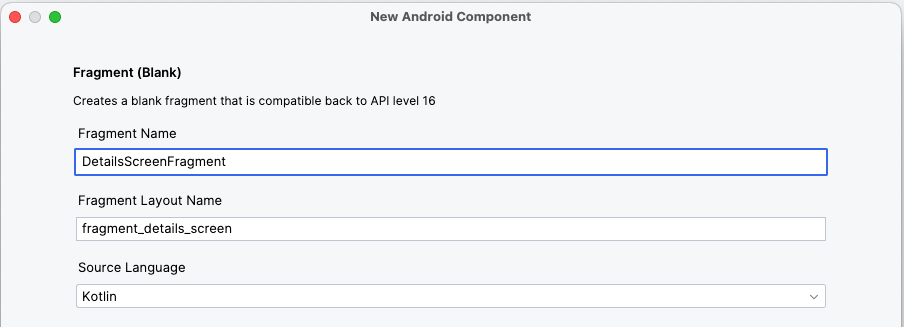 New Android Component
Fragment (Blank)
Creates a blank fragment that is compatible back to API level 16
Fragment Name
DetailsScreenFragment
Fragment Layout Name
fragment_details_screen
Source Language
Kotlin